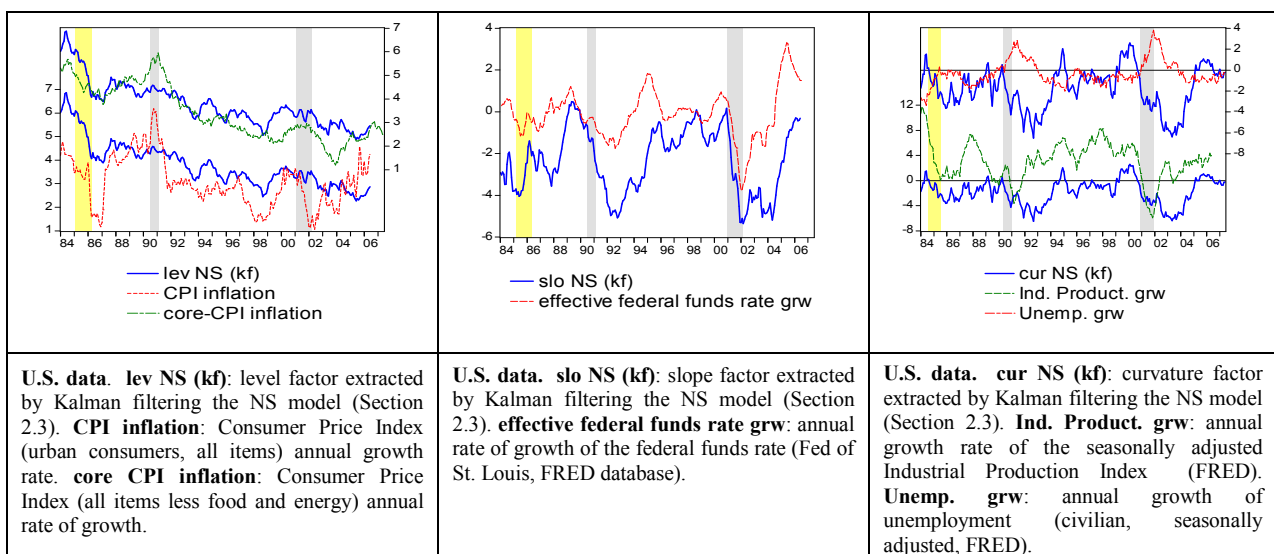 7
6
5
4
3
2
1
7
6
5
4
3
2
1
84 86 88 90 92 94 96 98 00 02 04 06
lev NS (kf)
CPI inflation
core-CPI inflation
4
2
0
-2
-4
-6
84 86 88 90 92 94 96 98 00 02 04 06
slo NS (kf)
effective federal funds rate grw
4
2
0
-2
-4
-6
-8
12
8
4
0
-4
-8
84 86 88 90 92 94 96 98 00 02 04 06
cur NS (kf)
Ind. Product. grw
Unemp. grw
U.S. data. lev NS (kf): level factor extracted
by Kalman filtering the NS model (Section
2.3). CPI inflation: Consumer Price Index
(urban consumers, all items) annual growth
rate. core CPI inflation: Consumer Price
Index (all items less food and energy) annual
rate of growth.
U.S. data. slo NS (kf): slope factor extracted
by Kalman filtering the NS model (Section
2.3). effective federal funds rate grw: annual
rate of growth of the federal funds rate (Fed of
St. Louis, FRED database).
U.S. data. cur NS (kf): curvature factor
extracted by Kalman filtering the NS model
(Section 2.3). Ind. Product. grw: annual
growth rate of the seasonally adjusted
Industrial Production Index (FRED).
Unemp. grw: annual growth of
unemployment (civilian, seasonally
adjusted, FRED).